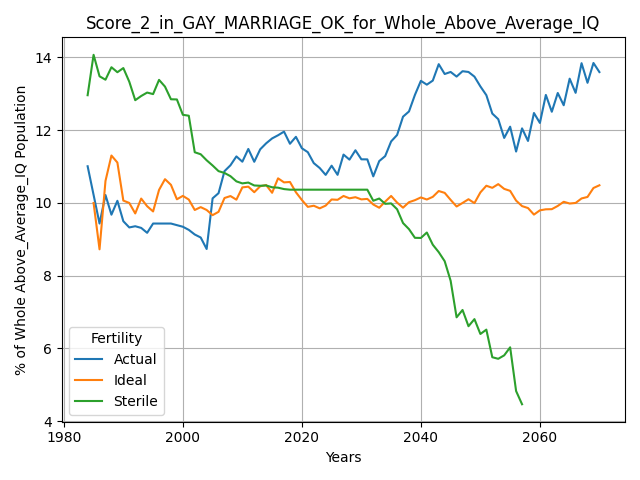 Score_2_in_GAY_MARRIAGE_OK_for_Whole_Above_Average_IQ
14
12
10
8
6
4
% of Whole Above_Average_IQ Population
Fertility
Actual
Ideal
Sterile
1980
2000
2020
2040
2060
Years